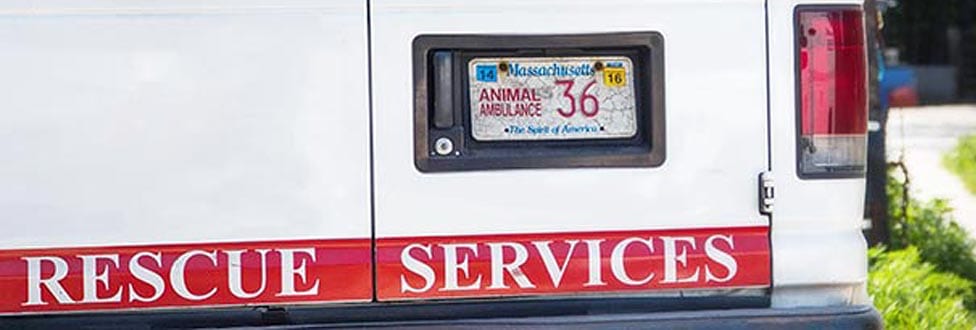 14 Massachusetts 16
ANIMAL AMBULANCE 36
The Spirit of America
RESCUE SERVICES